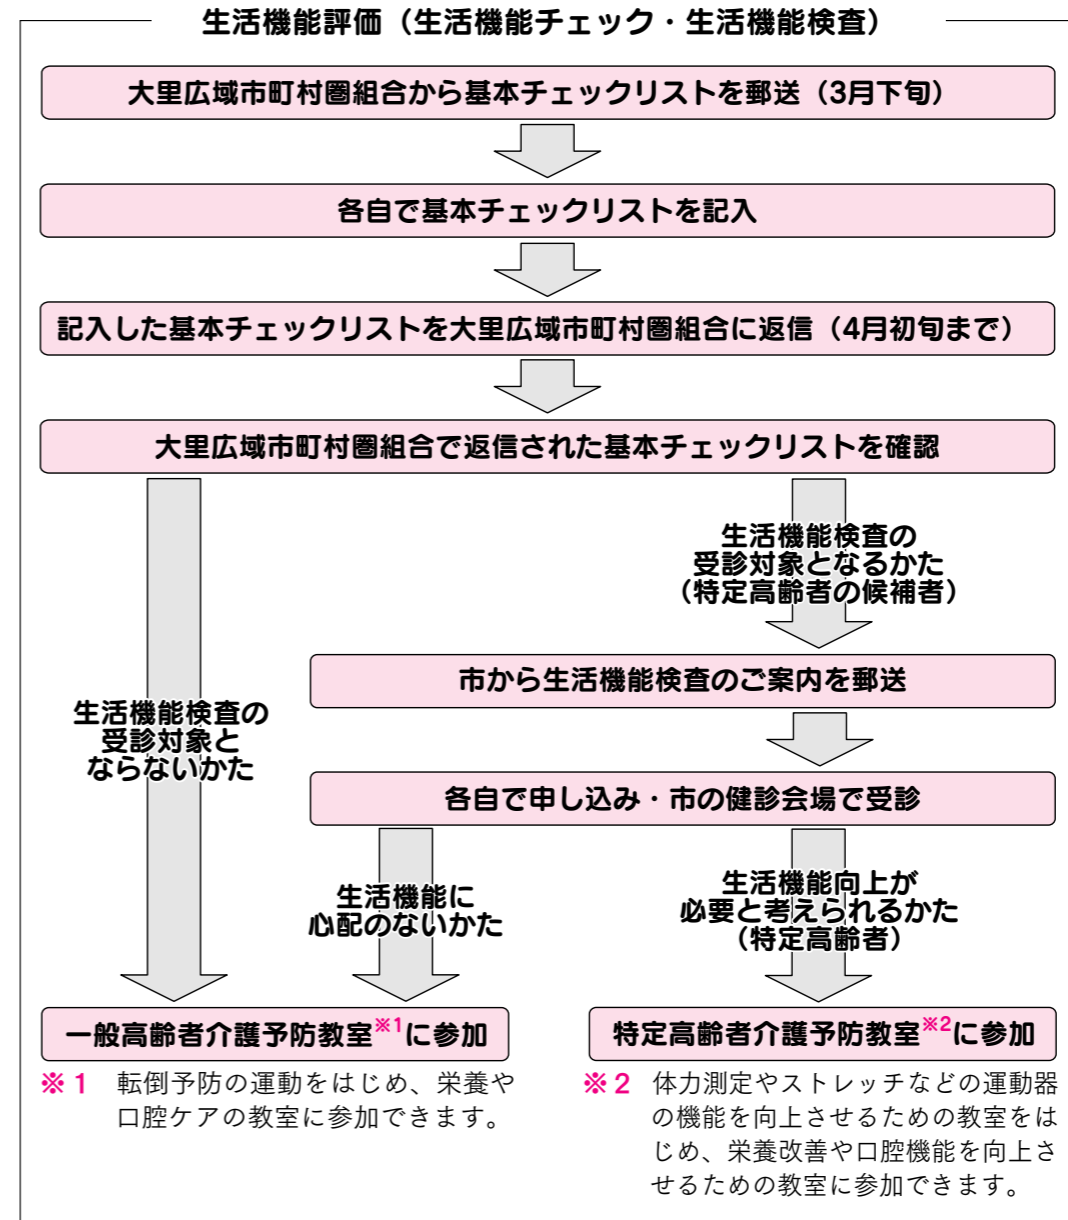 生活機能評価（生活機能チェック・生活機能検査）
大里広域市町村圏組合から基本チェックリストを郵送（3月下旬）
各自で基本チェックリストを記入
記入した基本チェックリストを大里広域市町村圏組合に返信（4月初旬まで）
大里広域市町村圏組合で返信された基本チェックリストを確認
生活機能検査の
受診対象となるかた
（特定高齢者の候補者）
市から生活機能検査のご案内を郵送
生活機能検査の
受診対象と
ならないかた
各自で申し込み・市の健診会場で受診
生活機能に
心配のないかた
生活機能向上が
必要と考えられるかた
（特定高齢者）
一般高齢者介護予防教室※1に参加
特定高齢者介護予防教室※2に参加
※１　転倒予防の運動をはじめ、栄養や
口腔ケアの教室に参加できます。
※２　体力測定やストレッチなどの運動器
の機能を向上させるための教室をは
じめ、栄養改善や口腔機能を向上さ
せるための教室に参加できます。